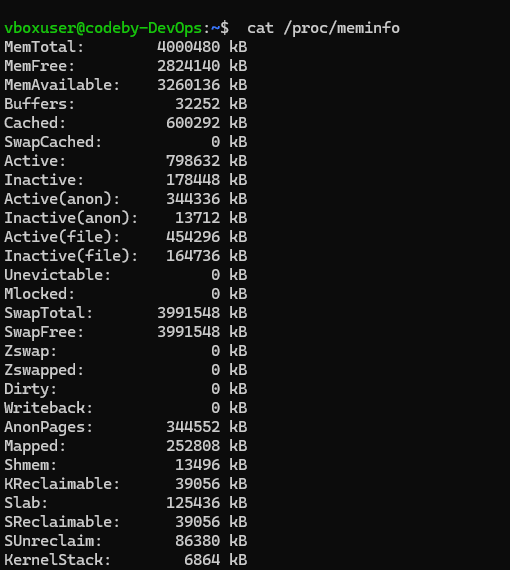 vboxuser@codeby-DevOps:~$  cat /proc/meminfo
MemTotal:        4000480 kB
MemFree:         2824140 kB
MemAvailable:    3260136 kB
Buffers:           32252 kB
Cached:           600292 kB
SwapCached:            0 kB
Active:           798632 kB
Inactive:         178448 kB
Active(anon):     344336 kB
Inactive(anon):    13712 kB
Active(file):     454296 kB
Inactive(file):   164736 kB
Unevictable:           0 kB
Mlocked:               0 kB
SwapTotal:       3991548 kB
SwapFree:        3991548 kB
Zswap:                 0 kB
Zswapped:              0 kB
Dirty:                 0 kB
Writeback:             0 kB
AnonPages:        344552 kB
Mapped:           252808 kB
Shmem:             13496 kB
KReclaimable:      39056 kB
Slab:             125436 kB
SReclaimable:      39056 kB
SUnreclaim:        86380 kB
KernelStack:        6864 kB